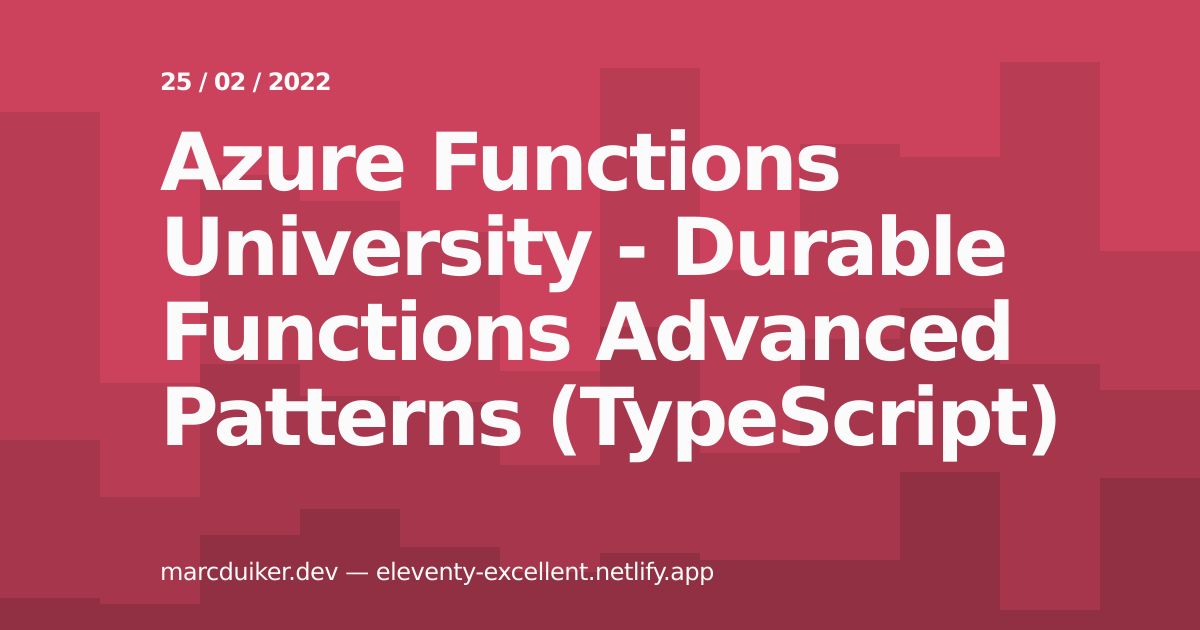 25 / 02 / 2022
Azure Functions
University - Durable
Functions Advanced
Patterns (TypeScript)
marcduiker.dev — eleventy-excellent.netlify.app